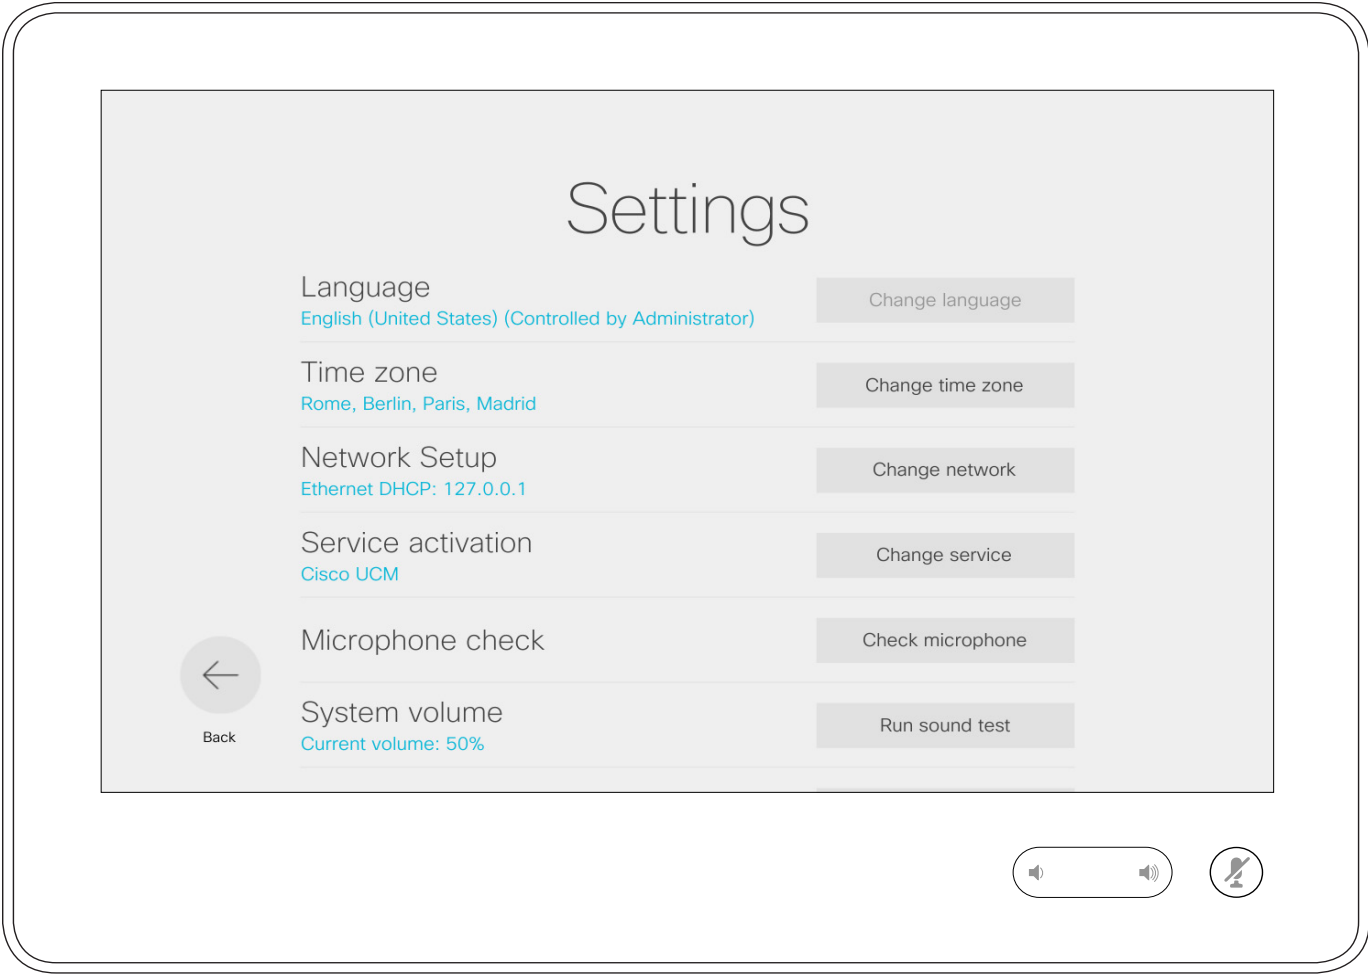 Settings
Language
English (United States) (Controlled by Administrator)
Change language
Time zone
Rome, Berlin, Paris, Madrid
Change time zone
Network Setup
Ethernet DHCP: 127.0.0.1
Change network
Service activation
Cisco UCM
Change service
Microphone check
Check microphone
System volume
Current volume: 50%
Run sound test
Back